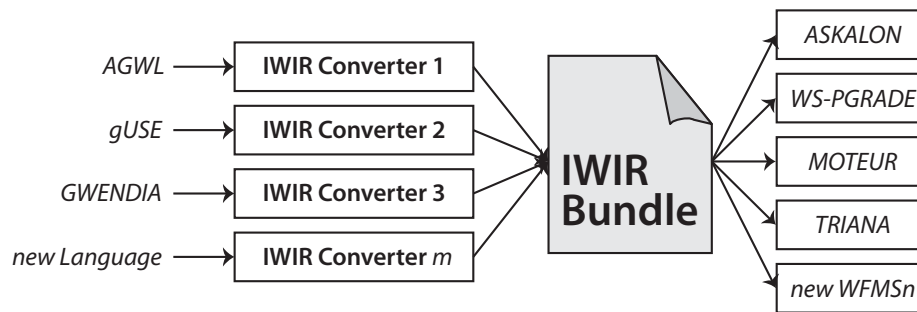 AGWL
IWIR Converter 1
gUSE
IWIR Converter 2
GWENDIA
IWIR Converter 3
new Language
IWIR Converter m
IWIR
Bundle
ASKALON
WS-PGRADE
MOTEUR
TRIANA
new WFMSn